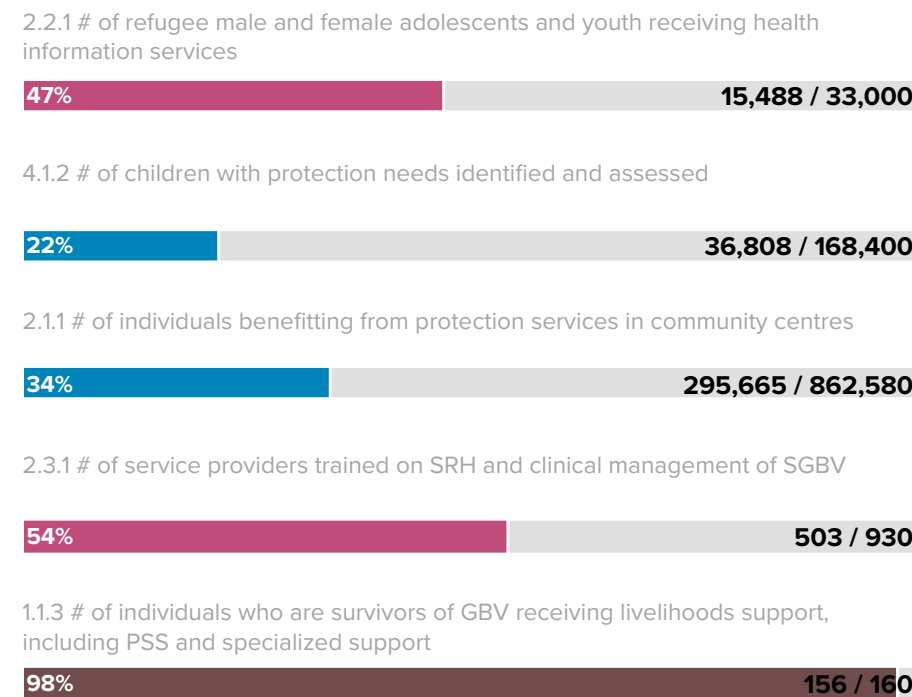 2.2.1 # of refugee male and female adolescents and youth receiving health
information services
47% 15,488 / 33,000
4.1.2 # of children with protection needs identified and assessed
22% 36,808 / 168,400
2.1.1 # of individuals benefitting from protection services in community centres
34% 295,665 / 862,580
2.3.1 # of service providers trained on SRH and clinical management of SGBV
54% 503 / 930
1.1.3 # of individuals who are survivors of GBV receiving livelihoods support,
including PSS and specialized support
98% 156 / 160